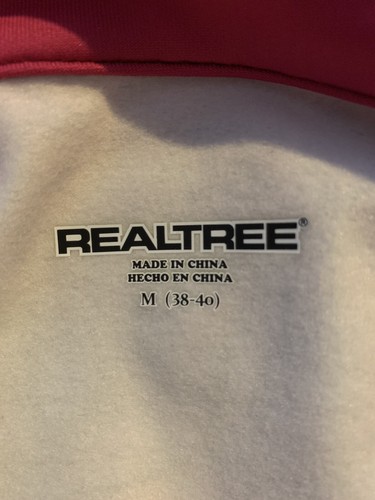 REALTREE®
MADE IN CHINA
HECHO EN CHINA
M (38-40)